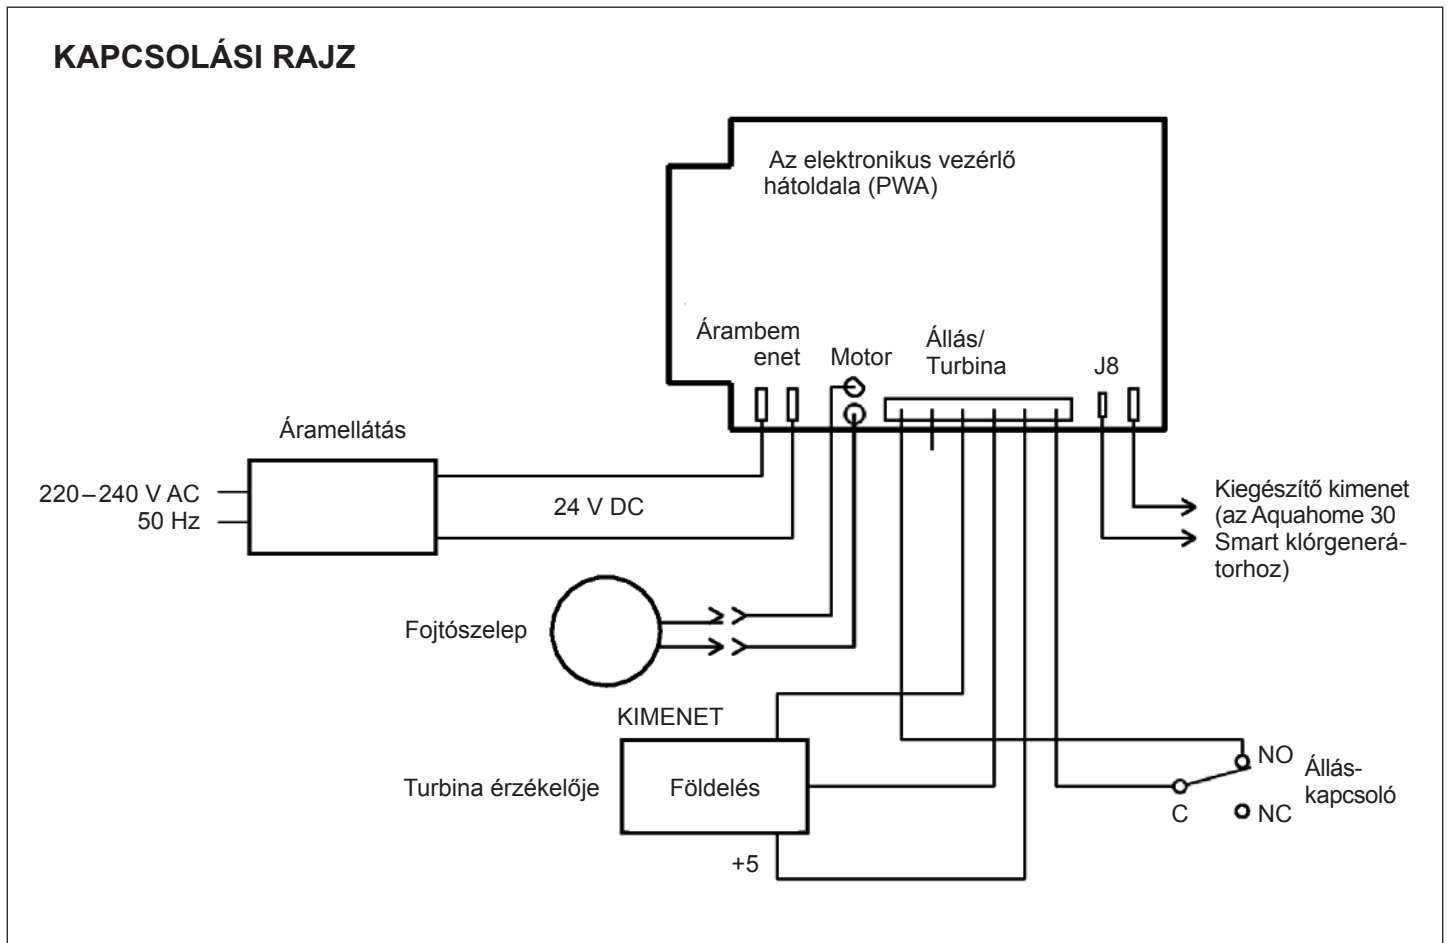 KAPCSOLÁSI RAJZ
Az elektronikus vezérlő
hátoldala (PWA)
Árambem
enet
Motor
Állás/
Turbina
J8
Áramellátás
220–240 V AC
50 Hz
24 V DC
Kiegészítő kimenet
(az Aquahome 30
Smart klórgenerá-
torhoz)
Fojtószelep
KIMENET
Turbina érzékelője
Földelés
+5
NO
C
NC
Állás-
kapcsoló